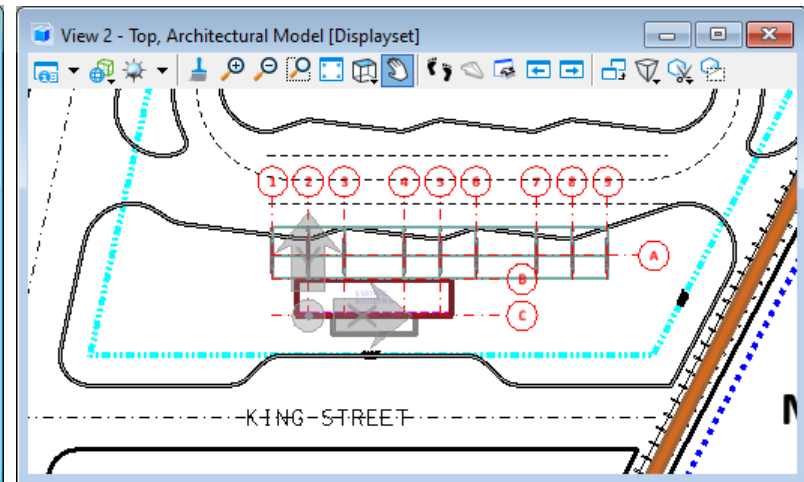 View 2 - Top, Architectural Model [Displayset]
1 2 3 4 5 6 7 8 9
Y
A
B
X
C
KING STREET